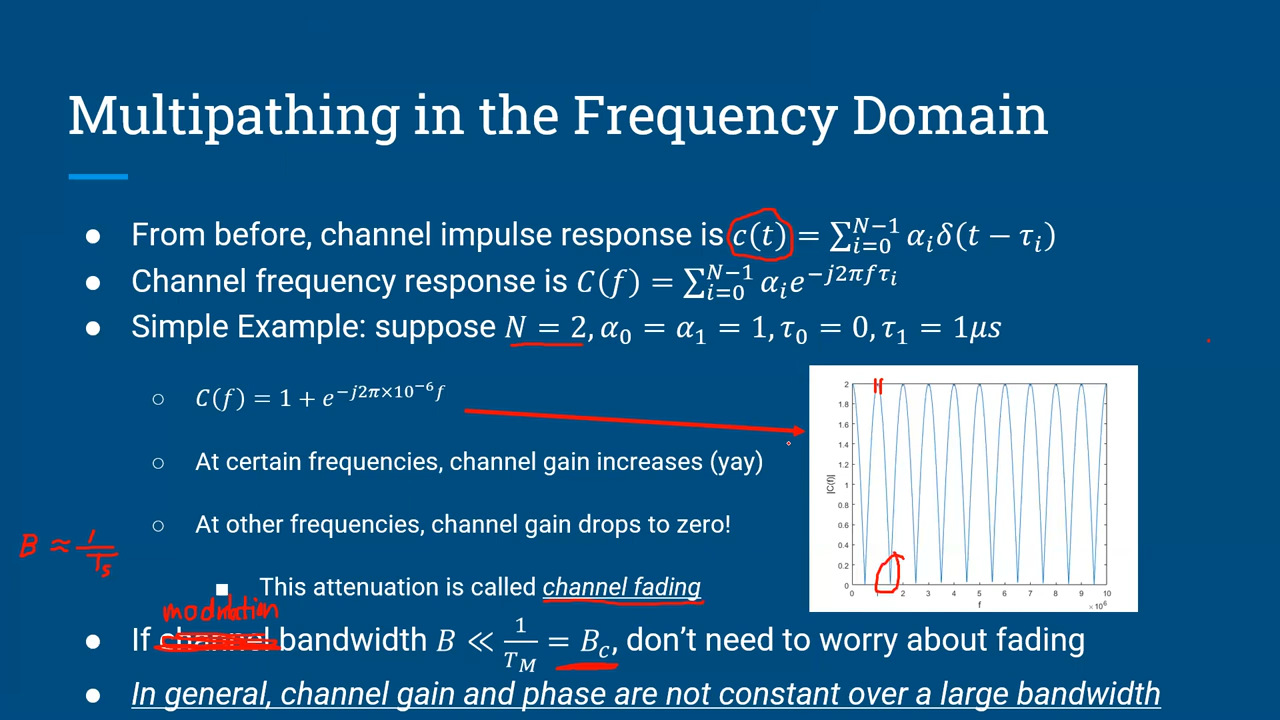 Multipathing in the Frequency Domain
● From before, channel impulse response is c(t) = ∑_{i=0}^{N−1} α_i δ(t − τ_i)
● Channel frequency response is C(f) = ∑_{i=0}^{N−1} α_i e^{−j2πfτ_i}
● Simple Example: suppose N = 2, α_0 = α_1 = 1, τ_0 = 0, τ_1 = 1μs
○ C(f) = 1 + e^{−j2π×10^{−6}f}
○ At certain frequencies, channel gain increases (yay)
○ At other frequencies, channel gain drops to zero!
B ≈ 1/T_s
■ This attenuation is called channel fading
modulation
● If channel bandwidth B ≪ 1/T_M = B_c, don't need to worry about fading
● In general, channel gain and phase are not constant over a large bandwidth
|C(f)|
2
1.8
1.6
1.4
1.2
1
0.8
0.6
0.4
0.2
0
0 1 2 3 4 5 6 7 8 9 10
f
×10^6